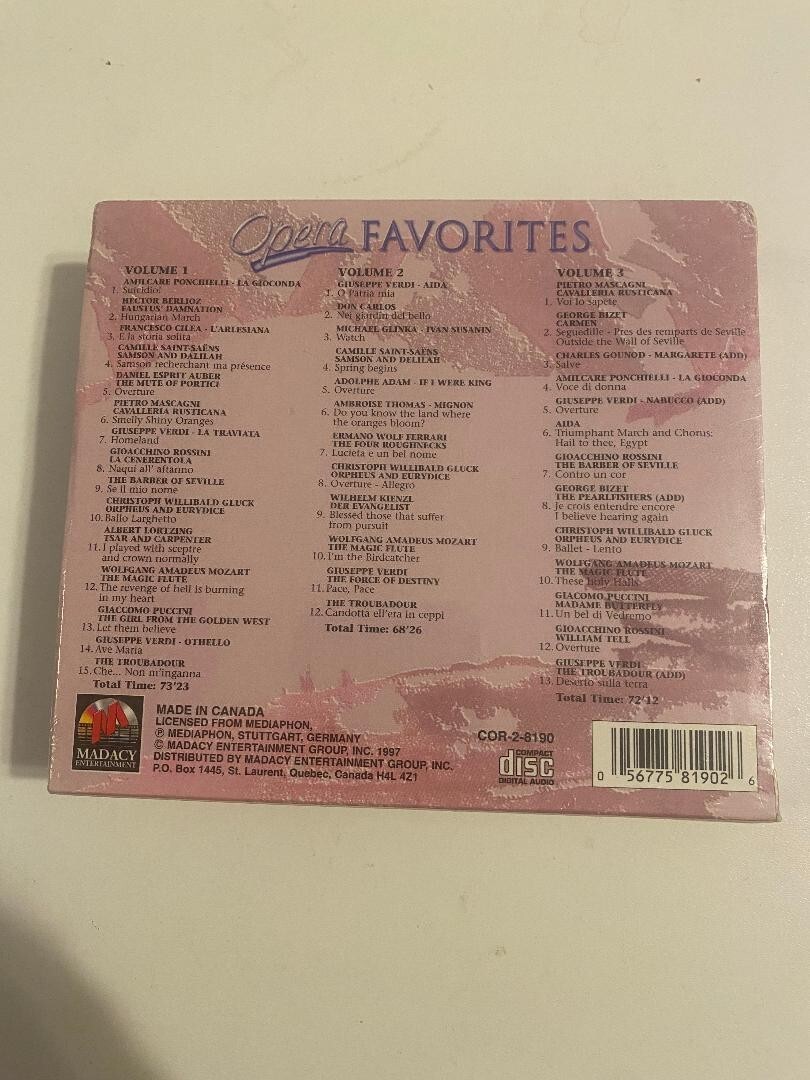 Opera FAVORITES
VOLUME 1
AMILCARE PONCHIELLI - LA GIOCONDA
1. Suicidio!
HECTOR BERLIOZ
FAUSTUS' DAMNATION
2. Hungarian March
FRANCESCO CILEA - L'ARLESIANA
3. E la storia solita
CAMILLE SAINT-SAËNS
SAMSON AND DALILAH
4. Samson recherchant ma présence
DANIEL ESPRIT AUBER
THE MUTE OF PORTICI
5. Overture
PIETRO MASCAGNI
CAVALLERIA RUSTICANA
6. Smelly Shiny Oranges
GIUSEPPE VERDI - LA TRAVIATA
7. Homeland
GIOACCHINO ROSSINI
LA CENERENTOLA
8. Naqui all' affanno
THE BARBER OF SEVILLE
9. Se il mio nome
CHRISTOPH WILLIBALD GLUCK
ORPHEUS AND EURYDICE
10. Ballo Larghetto
ALBERT LORTZING
TSAR AND CARPENTER
11. I played with sceptre
and crown normally
WOLFGANG AMADEUS MOZART
THE MAGIC FLUTE
12. The revenge of hell is burning
in my heart
GIACCOMO PUCCINI
THE GIRL FROM THE GOLDEN WEST
13. Let them believe
GIUSEPPE VERDI - OTHELLO
14. Ave Maria
THE TROUBADOUR
15. Che... Non m'inganna
Total Time: 73'23
VOLUME 2
GIUSEPPE VERDI - AIDA
1. O Patria mia
DON CARLOS
2. Nei giardin del bello
MICHAEL GLINKA - IVAN SUSANIN
3. Watch
CAMILLE SAINT-SAËNS
SAMSON AND DELILAH
4. Spring begins
ADOLPHE ADAM - IF I WERE KING
5. Overture
AMBROISE THOMAS - MIGNON
6. Do you know the land where
the oranges bloom?
ERMANO WOLF FERRARI
THE FOUR ROUGHNECKS
7. Lucieta e un bel nome
CHRISTOPH WILLIBALD GLUCK
ORPHEUS AND EURYDICE
8. Overture - Allegro
WILHELM KIENZL
DER EVANGELIST
9. Blessed those that suffer
from pursuit
WOLFGANG AMADEUS MOZART
THE MAGIC FLUTE
10. I'm the Birdcatcher
GIUSEPPE VERDI
THE FORCE OF DESTINY
11. Pace, Pace
THE TROUBADOUR
12. Candotta ell'era in ceppi
Total Time: 68'26
VOLUME 3
PIETRO MASCAGNI
CAVALLERIA RUSTICANA
1. Voi lo sapete
GEORGE BIZET
CARMEN
2. Seguedille - Pres des remparts de Seville
Outside the Wall of Seville
CHARLES GOUNOD - MARGARETE (ADD)
3. Salve
AMILCARE PONCHIELLI - LA GIOCONDA
4. Voce di donna
GIUSEPPE VERDI - NABUCCO (ADD)
5. Overture
AIDA
6. Triumphant March and Chorus:
Hail to thee, Egypt
GIOACCHINO ROSSINI
THE BARBER OF SEVILLE
7. Contro un cor
GEORGE BIZET
THE PEARLFISHERS (ADD)
8. Je crois entendre encore
I believe hearing again
CHRISTOPH WILLIBALD GLUCK
ORPHEUS AND EURYDICE
9. Ballet - Lento
WOLFGANG AMADEUS MOZART
THE MAGIC FLUTE
10. These holy Halls
GIACOMO PUCCINI
MADAME BUTTERFLY
11. Un bel di Vedremo
GIOACCHINO ROSSINI
WILLIAM TELL
12. Overture
GIUSEPPE VERDI
THE TROUBADOUR (ADD)
13. Deserto sulla terra
Total Time: 72'12
MADACY
ENTERTAINMENT
MADE IN CANADA
LICENSED FROM MEDIAPHON,
℗ MEDIAPHON, STUTTGART, GERMANY
© MADACY ENTERTAINMENT GROUP, INC. 1997
DISTRIBUTED BY MADACY ENTERTAINMENT GROUP, INC.
P.O. Box 1445, St. Laurent, Quebec, Canada H4L 4Z1
COR-2-8190
COMPACT
disc
DIGITAL AUDIO
0 56775 81902 6